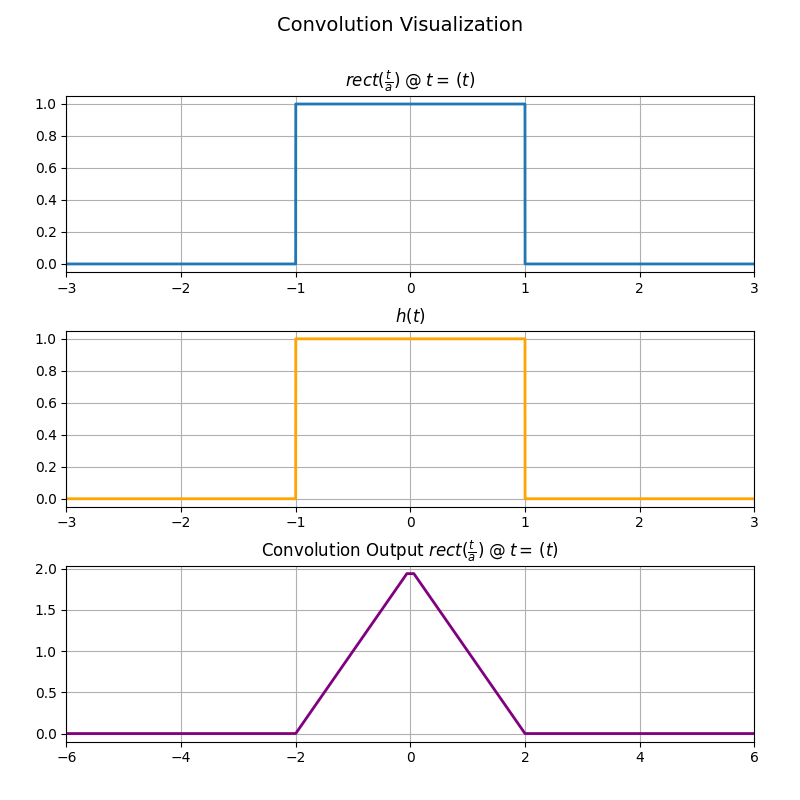 Convolution Visualization
rect(t/a) @ t = (t)
1.0
0.8
0.6
0.4
0.2
0.0
−3 −2 −1 0 1 2 3
h(t)
1.0
0.8
0.6
0.4
0.2
0.0
−3 −2 −1 0 1 2 3
Convolution Output rect(t/a) @ t = (t)
2.0
1.5
1.0
0.5
0.0
−6 −4 −2 0 2 4 6